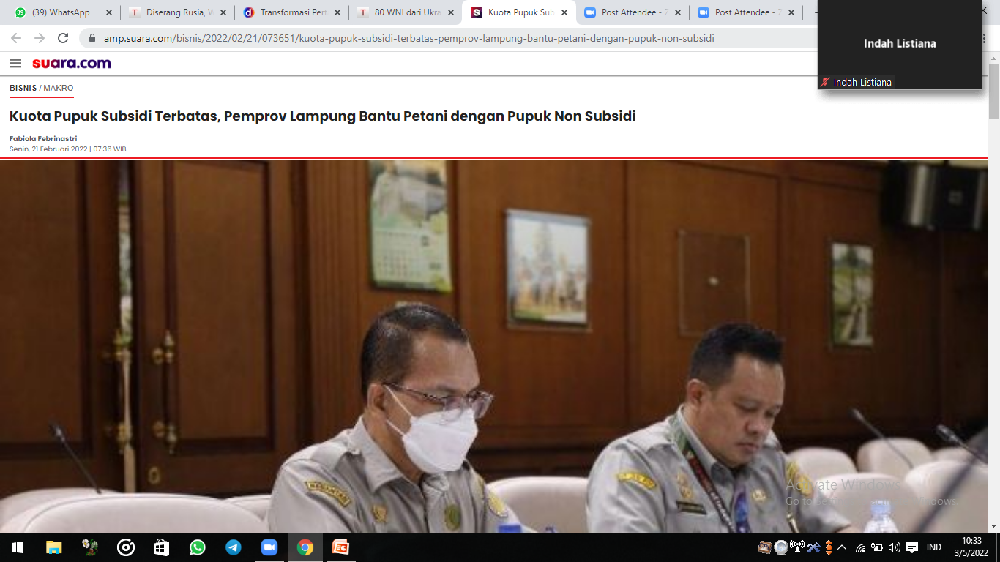 (39) WhatsApp
Diserang Rusia, W
Transformasi Pert
80 WNI dari Ukra
Kuota Pupuk Sub
Post Attendee - Z
Post Attendee - Z
amp.suara.com/bisnis/2022/02/21/073651/kuota-pupuk-subsidi-terbatas-pemprov-lampung-bantu-petani-dengan-pupuk-non-subsidi
Indah Listiana
Indah Listiana
suara.com
BISNIS / MAKRO
Kuota Pupuk Subsidi Terbatas, Pemprov Lampung Bantu Petani dengan Pupuk Non Subsidi
Fabiola Febrinastri
Senin, 21 Februari 2022 | 07:36 WIB
Activate Windows
Go to Settings to activate Windows.
IND
10:33
3/5/2022